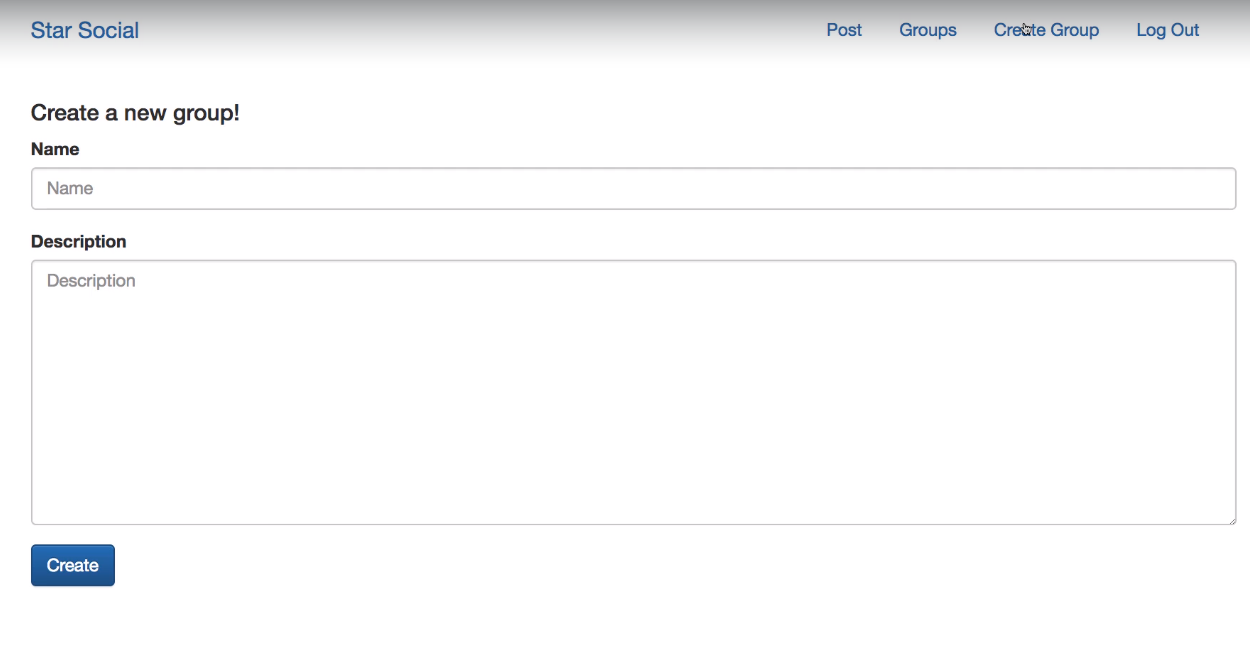 Star Social Post Groups Create Group Log Out
Create a new group!
Name
Name
Description
Description
Create